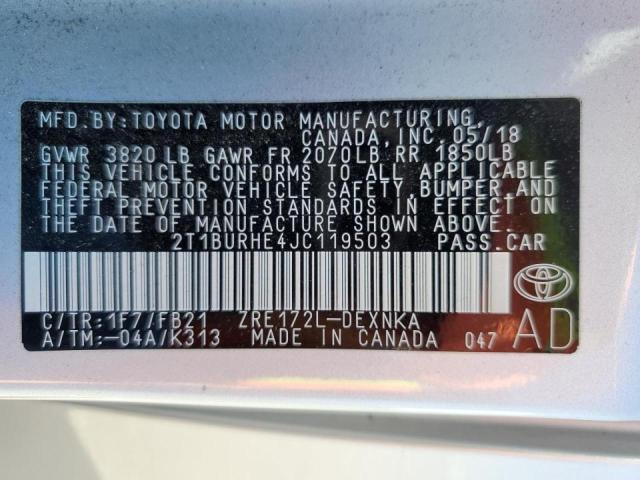 MFD.BY:TOYOTA MOTOR MANUFACTURING,
CANADA,INC. 05/18
GVWR 3820 LB GAWR FR 2070LB RR 1850LB
THIS VEHICLE CONFORMS TO ALL APPLICABLE
FEDERAL MOTOR VEHICLE SAFETY, BUMPER,AND
THEFT PREVENTION STANDARDS IN EFFECT ON
THE DATE OF MANUFACTURE SHOWN ABOVE.
2T1BURHE4JC119503 PASS.CAR
C/TR:1F7/FB21 ZRE172L-DEXNKA
A/TM:-04A/K313 MADE IN CANADA 047 AD